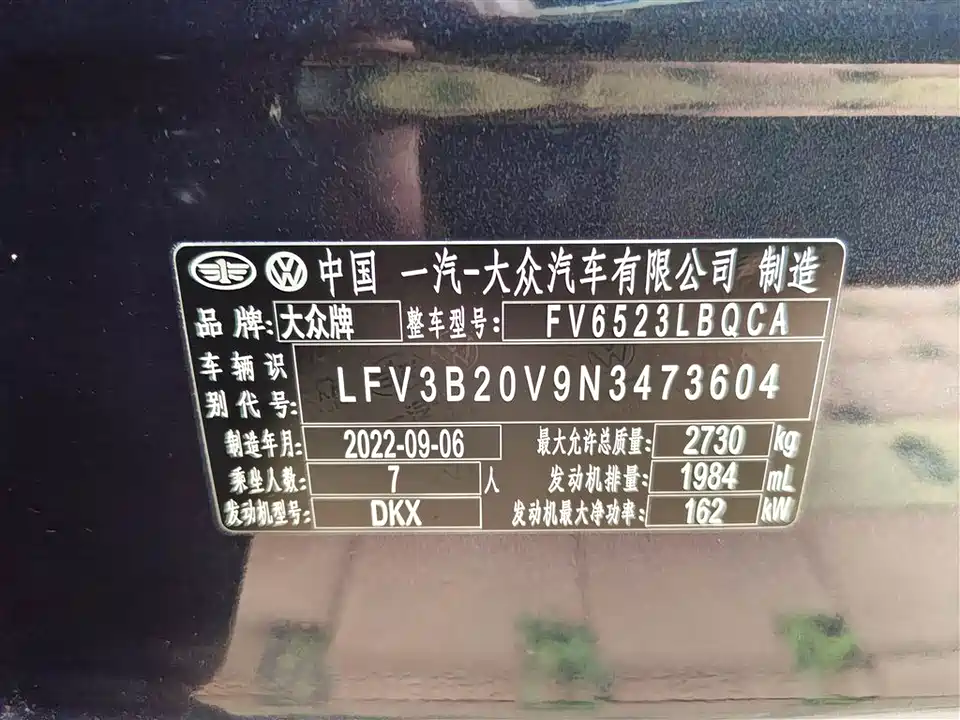 中国 一汽-大众汽车有限公司 制造
品牌: 大众牌 整车型号: FV6523LBQCA
车辆识别代号: LFV3B20V9N3473604
制造年月: 2022-09-06 最大允许总质量: 2730 kg
乘坐人数: 7 人 发动机排量: 1984 mL
发动机型号: DKX 发动机最大净功率: 162 kW